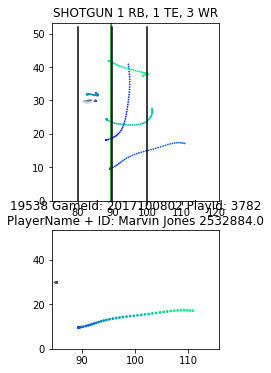 SHOTGUN 1 RB, 1 TE, 3 WR
50
40
30
20
10
0
80 90 100 110 120
19538 GameId: 2017100802 PlayId: 3782
PlayerName + ID: Marvin Jones 2532884.0
40
20
0
90 100 110